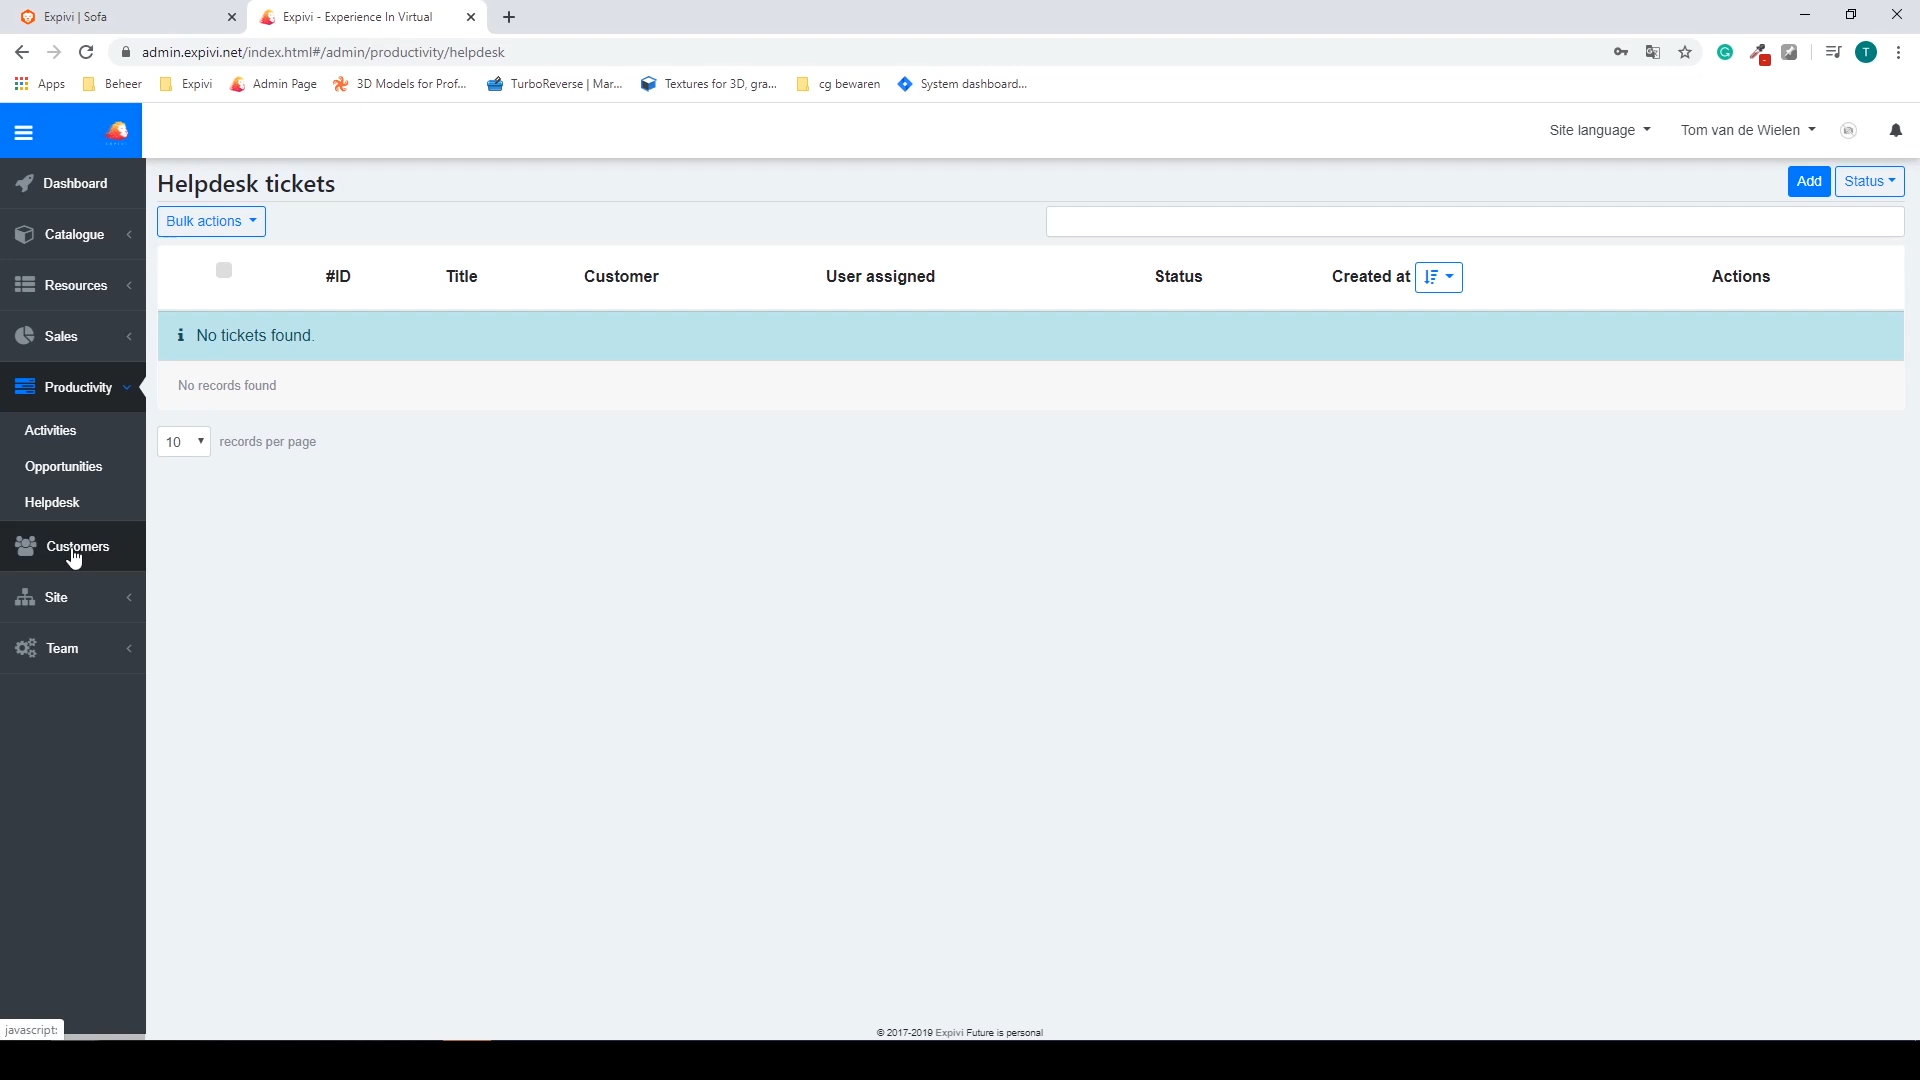 Expivi | Sofa
Expivi - Experience In Virtual
admin.expivi.net/index.html#/admin/productivity/helpdesk
Apps Beheer Expivi Admin Page 3D Models for Prof... TurboReverse | Mar... Textures for 3D, gra... cg bewaren System dashboard...
Site language Tom van de Wielen
Dashboard
Catalogue
Resources
Sales
Productivity
Activities
Opportunities
Helpdesk
Customers
Site
Team
Helpdesk tickets
Add Status
Bulk actions
#ID Title Customer User assigned Status Created at Actions
No tickets found.
No records found
10 records per page
javascript:
© 2017-2019 Expivi Future is personal